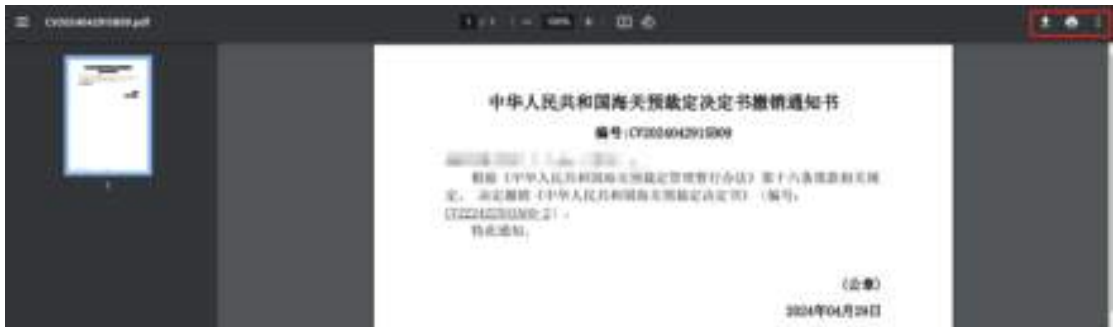 中华人民共和国海关预裁定决定书撤销通知书
编号:CV2024042915B09
根据《中华人民共和国海关预裁定管理暂行办法》第十六条第款相关规
定, 决定撤销《中华人民共和国海关预裁定决定书》(编号:
特此通知。
(公章)
2024年04月29日